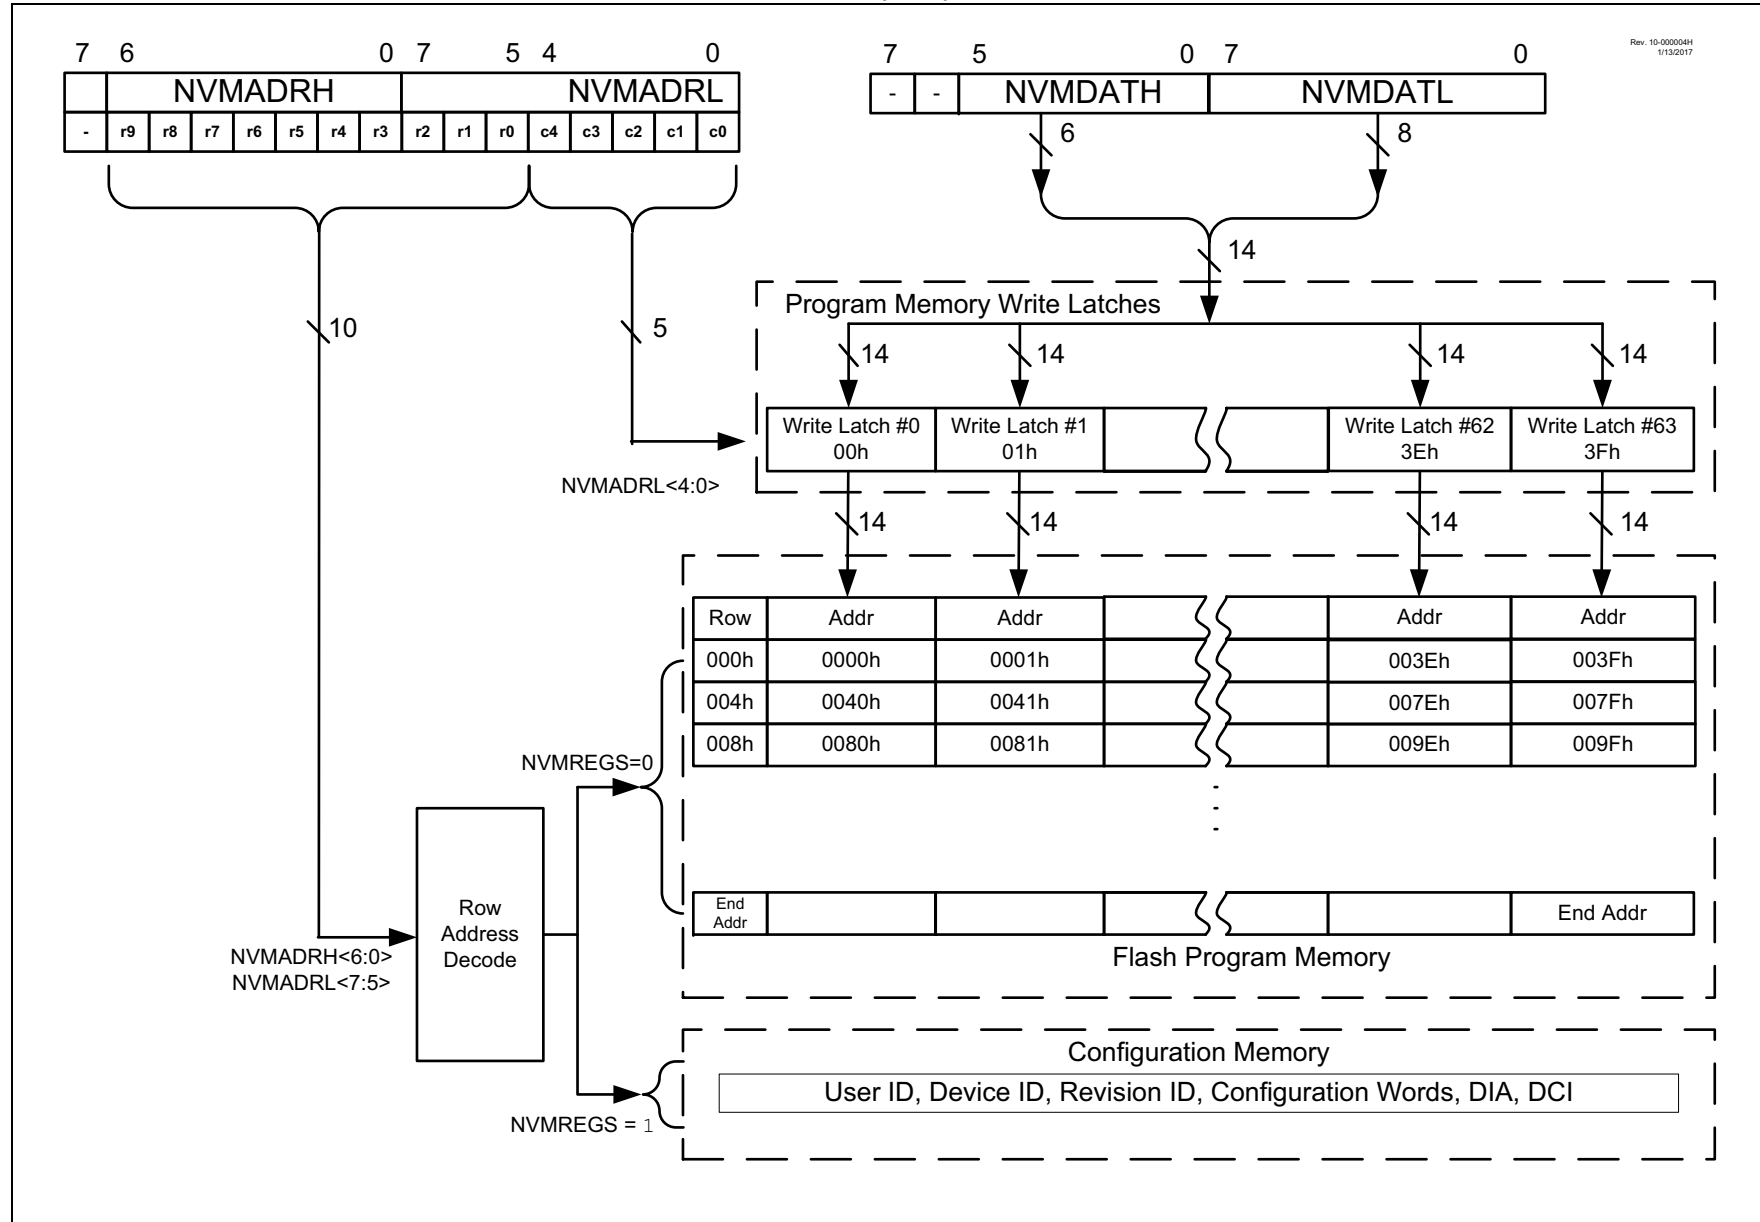 7 6 0 7 5 4 0 7 5 0 7 0
Rev. 10-000004H
1/13/2017
NVMADRH NVMADRL - - NVMDATH NVMDATL
- r9 r8 r7 r6 r5 r4 r3 r2 r1 r0 c4 c3 c2 c1 c0
6 8
14
Program Memory Write Latches
10 5 14 14 14 14
Write Latch #0 Write Latch #1 Write Latch #62 Write Latch #63
00h 01h 3Eh 3Fh
NVMADRL<4:0>
14 14 14 14
Row Addr Addr Addr Addr
000h 0000h 0001h 003Eh 003Fh
004h 0040h 0041h 007Eh 007Fh
008h 0080h 0081h 009Eh 009Fh
NVMREGS=0
End
Addr
End Addr
Row
Address
Decode
NVMADRH<6:0>
NVMADRL<7:5>
Flash Program Memory
Configuration Memory
User ID, Device ID, Revision ID, Configuration Words, DIA, DCI
NVMREGS = 1